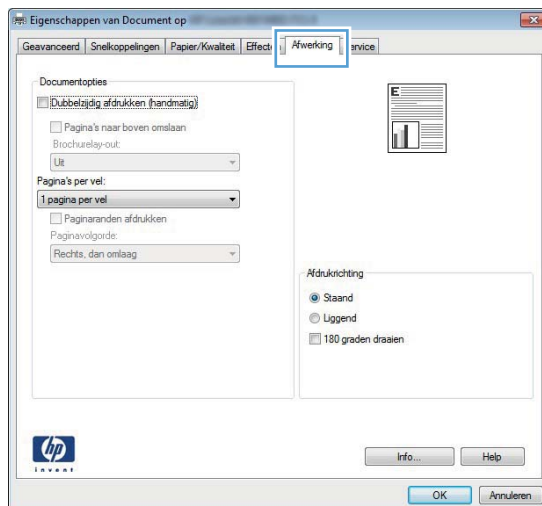 Eigenschappen van Document op
Geavanceerd Snelkoppelingen Papier/Kwaliteit Afwerking
Documentopties
Dubbelzijdig afdrukken (handmatig)
Pagina's naar boven omslaan
Brochurelay-out:
Uit
Pagina's per vel:
1 pagina per vel
Paginaranden afdrukken
Paginavolgorde:
Rechts, dan omlaag
E
Afdrukrichting
Staand
Liggend
180 graden draaien
hp
invent
Info... Help
OK Annuleren